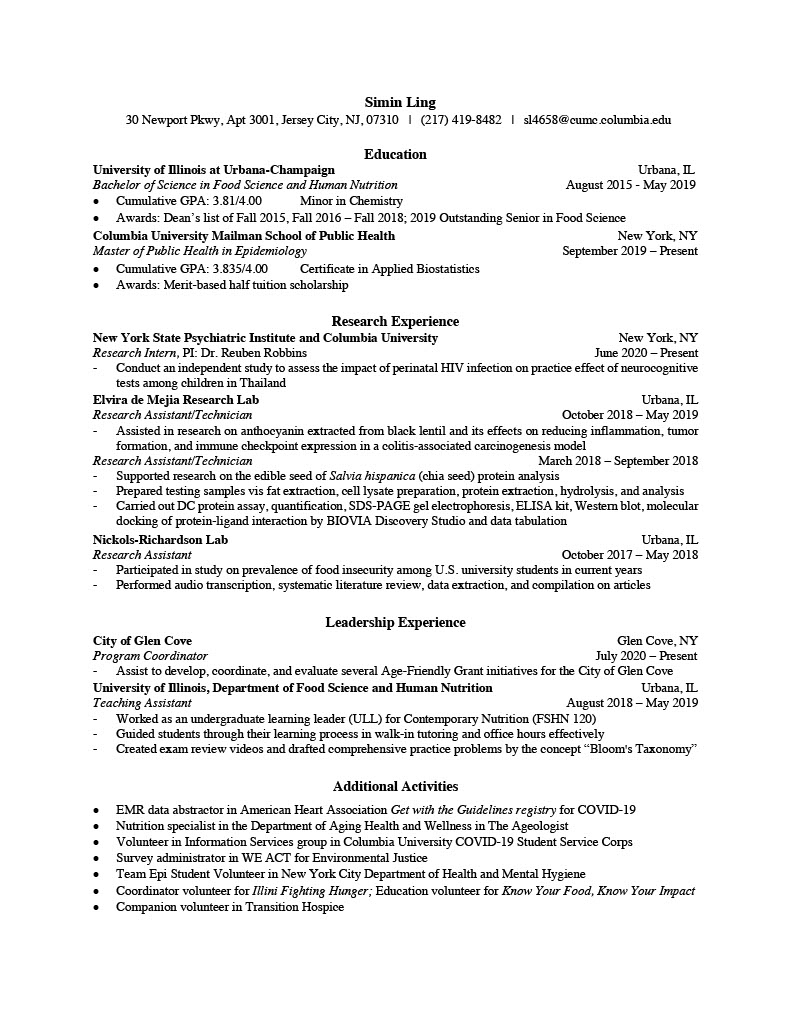 Simin Ling
30 Newport Pkwy, Apt 3001, Jersey City, NJ, 07310 | (217) 419-8482 | sl4658@cumc.columbia.edu
Education
University of Illinois at Urbana-Champaign Urbana, IL
Bachelor of Science in Food Science and Human Nutrition August 2015 - May 2019
• Cumulative GPA: 3.81/4.00 Minor in Chemistry
• Awards: Dean’s list of Fall 2015, Fall 2016 – Fall 2018; 2019 Outstanding Senior in Food Science
Columbia University Mailman School of Public Health New York, NY
Master of Public Health in Epidemiology September 2019 – Present
• Cumulative GPA: 3.835/4.00 Certificate in Applied Biostatistics
• Awards: Merit-based half tuition scholarship
Research Experience
New York State Psychiatric Institute and Columbia University New York, NY
Research Intern, PI: Dr. Reuben Robbins June 2020 – Present
- Conduct an independent study to assess the impact of perinatal HIV infection on practice effect of neurocognitive
tests among children in Thailand
Elvira de Mejia Research Lab Urbana, IL
Research Assistant/Technician October 2018 – May 2019
- Assisted in research on anthocyanin extracted from black lentil and its effects on reducing inflammation, tumor
formation, and immune checkpoint expression in a colitis-associated carcinogenesis model
Research Assistant/Technician March 2018 – September 2018
- Supported research on the edible seed of Salvia hispanica (chia seed) protein analysis
- Prepared testing samples vis fat extraction, cell lysate preparation, protein extraction, hydrolysis, and analysis
- Carried out DC protein assay, quantification, SDS-PAGE gel electrophoresis, ELISA kit, Western blot, molecular
docking of protein-ligand interaction by BIOVIA Discovery Studio and data tabulation
Nickols-Richardson Lab Urbana, IL
Research Assistant October 2017 – May 2018
- Participated in study on prevalence of food insecurity among U.S. university students in current years
- Performed audio transcription, systematic literature review, data extraction, and compilation on articles
Leadership Experience
City of Glen Cove Glen Cove, NY
Program Coordinator July 2020 – Present
- Assist to develop, coordinate, and evaluate several Age-Friendly Grant initiatives for the City of Glen Cove
University of Illinois, Department of Food Science and Human Nutrition Urbana, IL
Teaching Assistant August 2018 – May 2019
- Worked as an undergraduate learning leader (ULL) for Contemporary Nutrition (FSHN 120)
- Guided students through their learning process in walk-in tutoring and office hours effectively
- Created exam review videos and drafted comprehensive practice problems by the concept “Bloom's Taxonomy”
Additional Activities
• EMR data abstractor in American Heart Association Get with the Guidelines registry for COVID-19
• Nutrition specialist in the Department of Aging Health and Wellness in The Ageologist
• Volunteer in Information Services group in Columbia University COVID-19 Student Service Corps
• Survey administrator in WE ACT for Environmental Justice
• Team Epi Student Volunteer in New York City Department of Health and Mental Hygiene
• Coordinator volunteer for Illini Fighting Hunger; Education volunteer for Know Your Food, Know Your Impact
• Companion volunteer in Transition Hospice